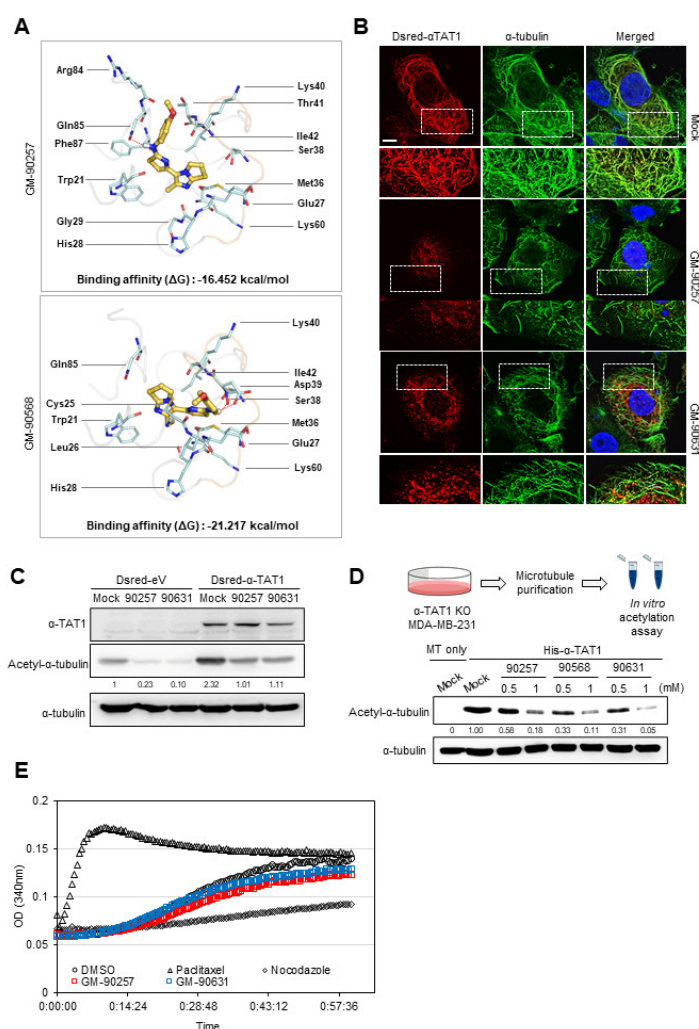 A
Arg84
Lys40
Thr41
Gln85
Phe87
Ile42
Ser38
Trp21
Met36
Glu27
Gly29
Lys60
His28
GM-90257
Binding affinity (ΔG) : -16.452 kcal/mol
Lys40
Gln85
Ile42
Asp39
Cys25
Ser38
Trp21
Met36
Leu26
Glu27
Lys60
His28
GM-90568
Binding affinity (ΔG) : -21.217 kcal/mol
B
Dsred-αTAT1 α-tubulin Merged
Mock
GM-90257
GM-90631
C
Dsred-eV Dsred-α-TAT1
Mock 90257 90631 Mock 90257 90631
α-TAT1
Acetyl-α-tubulin
1 0.23 0.10 2.32 1.01 1.11
α-tubulin
D
α-TAT1 KO
MDA-MB-231
Microtubule
purification
In vitro
acetylation
assay
MT only His-α-TAT1
Mock Mock 90257 90568 90631
0.5 1 0.5 1 0.5 1 (mM)
Acetyl-α-tubulin
0 1.00 0.58 0.18 0.33 0.11 0.31 0.05
α-tubulin
E
0.2
0.15
0.1
0.05
0
OD (340nm)
DMSO Paclitaxel Nocodazole
GM-90257 GM-90631
0:00:00 0:14:24 0:28:48 0:43:12 0:57:36
Time